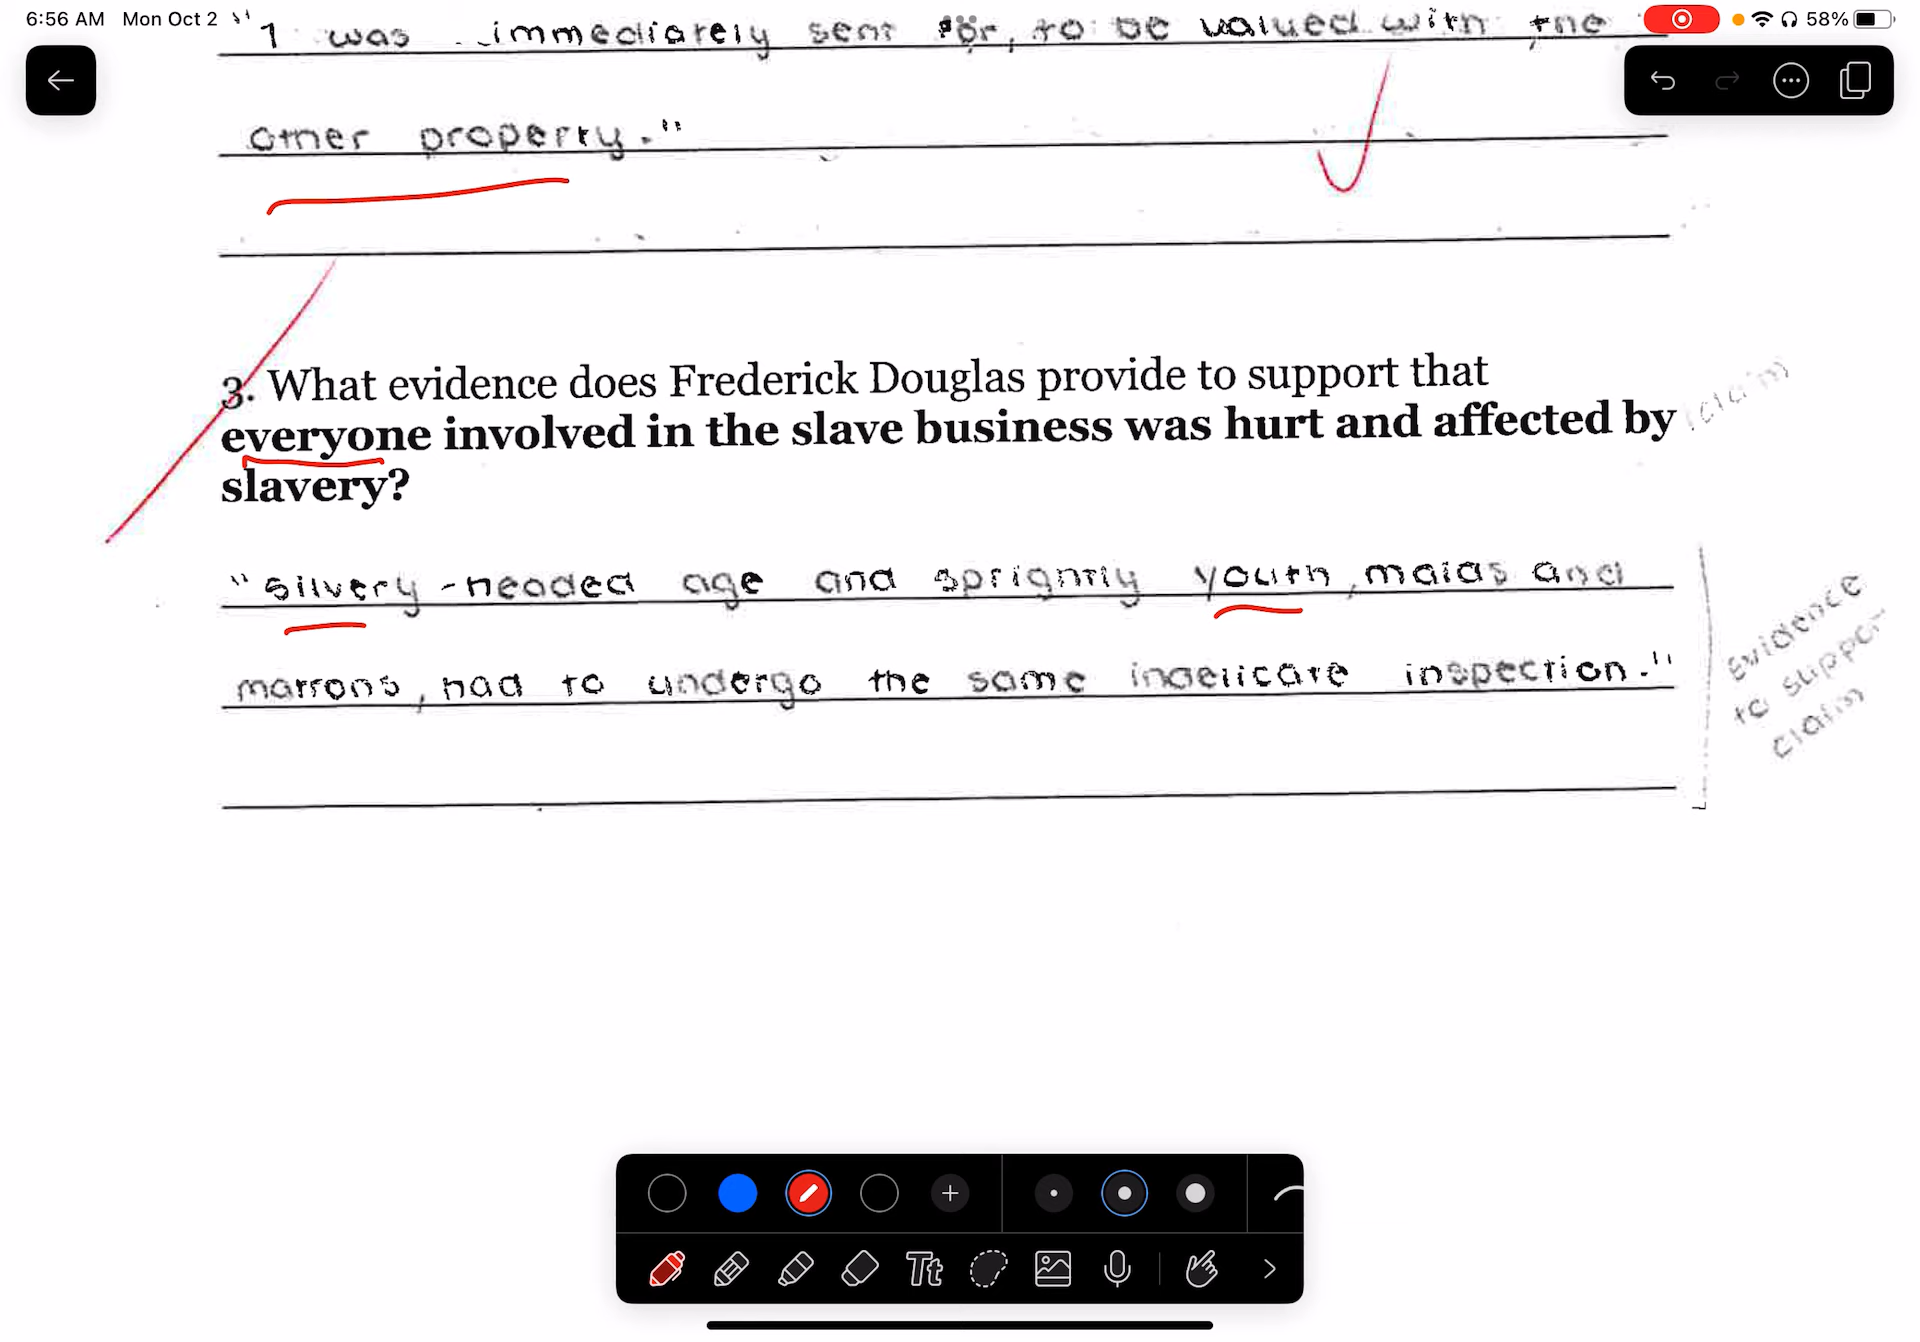 6:56 AM Mon Oct 2
58%
"I was immediately sent for, to be valued with the
other property."
3. What evidence does Frederick Douglas provide to support that
everyone involved in the slave business was hurt and affected by
slavery?
(claim)
"Silvery-headed age and sprightly youth, maids and
matrons, had to undergo the same indelicate inspection."
Evidence
to support
claim
Tt